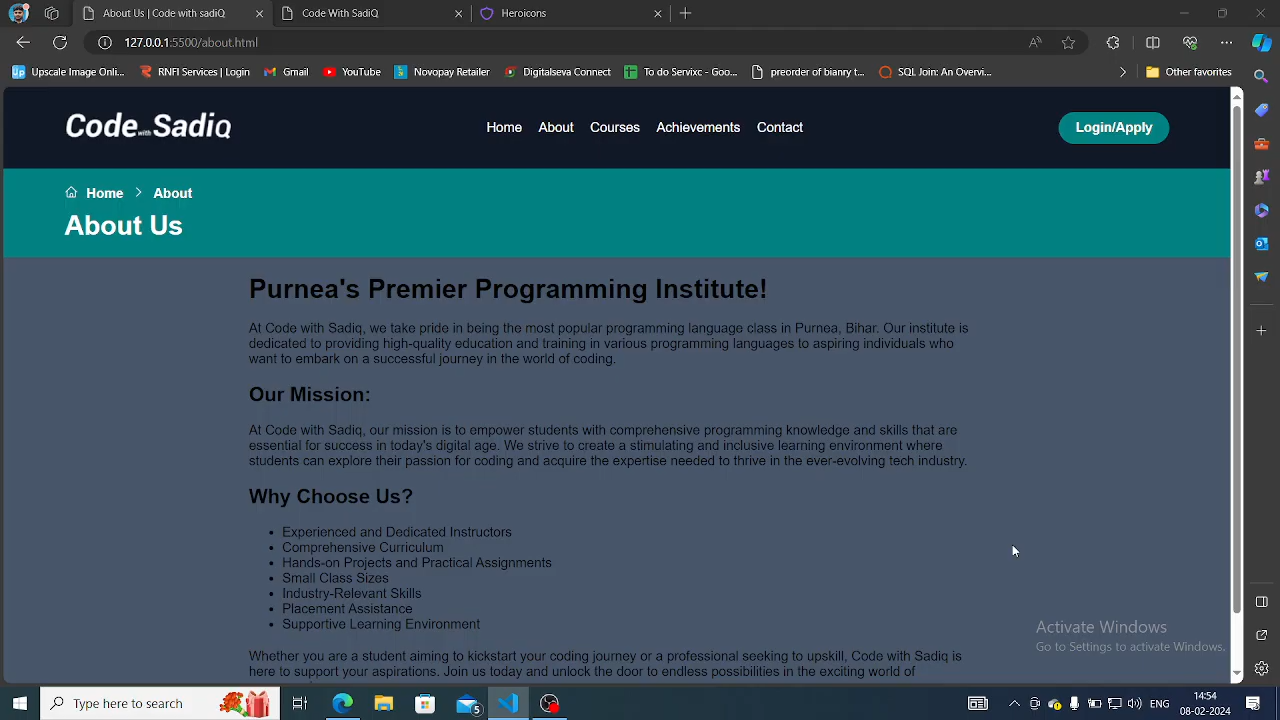 About Us | Code with SadiQ
Code With SadiQ
Heroicons
127.0.0.1:5500/about.html
Upscale Image Onli...
RNFI Services | Login
Gmail
YouTube
Novopay Retailer
Digitalseva Connect
To do Servixc - Goo...
preorder of bianry t...
SQL Join: An Overvi...
Other favorites
Code with Sadiq
Home
About
Courses
Achievements
Contact
Login/Apply
Home > About
About Us
Purnea's Premier Programming Institute!
At Code with Sadiq, we take pride in being the most popular programming language class in Purnea, Bihar. Our institute is
dedicated to providing high-quality education and training in various programming languages to aspiring individuals who
want to embark on a successful journey in the world of coding.
Our Mission:
At Code with Sadiq, our mission is to empower students with comprehensive programming knowledge and skills that are
essential for success in today's digital age. We strive to create a stimulating and inclusive learning environment where
students can explore their passion for coding and acquire the expertise needed to thrive in the ever-evolving tech industry.
Why Choose Us?
• Experienced and Dedicated Instructors
• Comprehensive Curriculum
• Hands-on Projects and Practical Assignments
• Small Class Sizes
• Industry-Relevant Skills
• Placement Assistance
• Supportive Learning Environment
Whether you are a student aiming to kickstart your coding journey or a professional seeking to upskill, Code with Sadiq is
here to support your aspirations. Join us today and unlock the door to endless possibilities in the exciting world of
Activate Windows
Go to Settings to activate Windows.
Type here to search
5
14:54
08-02-2024